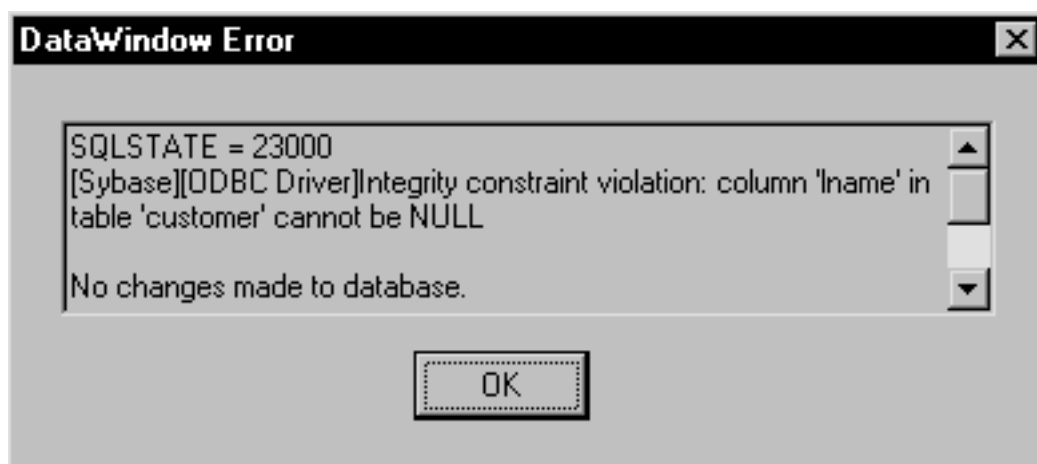 DataWindow Error
SQLSTATE = 23000
[Sybase][ODBC Driver]Integrity constraint violation: column 'lname' in
table 'customer' cannot be NULL
No changes made to database.
OK